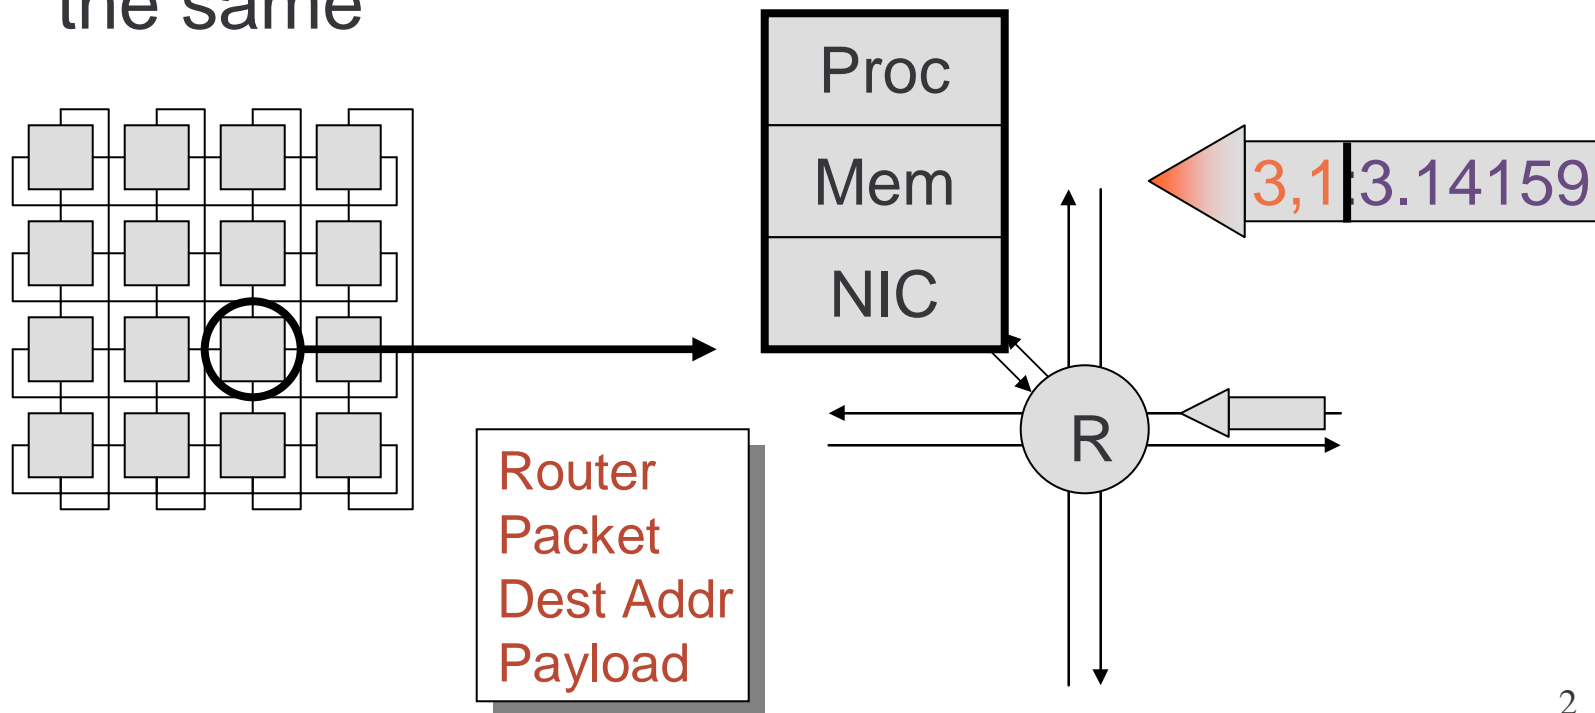 the same
Proc
Mem
NIC
3,1:3.14159
R
Router
Packet
Dest Addr
Payload
2